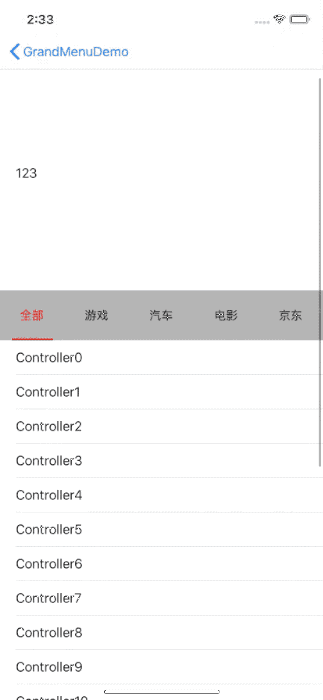 2:33
GrandMenuDemo
123
全部 游戏 汽车 电影 京东
Controller0
Controller1
Controller2
Controller3
Controller4
Controller5
Controller6
Controller7
Controller8
Controller9
Controller10